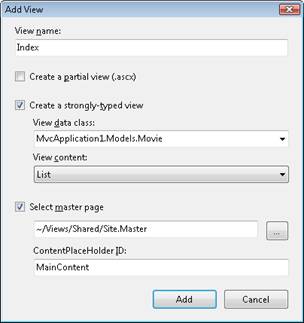 Add View
View name:
Index
Create a partial view (.ascx)
Create a strongly-typed view
View data class:
MvcApplication1.Models.Movie
View content:
List
Select master page
~/Views/Shared/Site.Master
...
ContentPlaceHolder ID:
MainContent
Add Cancel